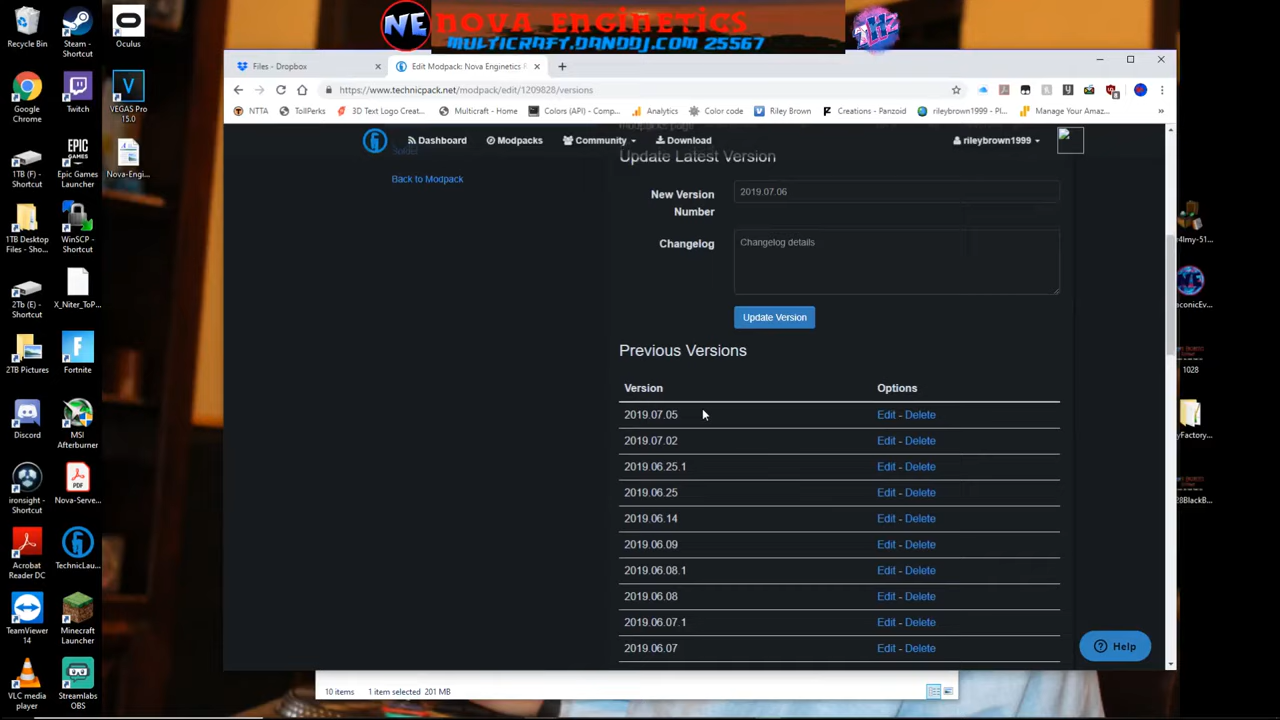 NE NOVA ENGINETICS
MULTICRAFT.DANDDJ.COM 25567
Recycle Bin
Steam - Shortcut
Oculus
Google Chrome
Twitch
VEGAS Pro 15.0
1TB (F) - Shortcut
Epic Games Launcher
Nova-Engi...
1TB Desktop Files - Sho...
WinSCP - Shortcut
2Tb (E) - Shortcut
X_Niter_ToP...
2TB Pictures
Fortnite
Discord
MSI Afterburner
ironsight - Shortcut
Nova-Serve...
Acrobat Reader DC
TechnicLau...
TeamViewer 14
Minecraft Launcher
VLC media player
Streamlabs OBS
Files - Dropbox
Edit Modpack: Nova Enginetics
https://www.technicpack.net/modpack/edit/1209828/versions
NTTA TollPerks 3D Text Logo Creat... Multicraft - Home Colors (API) - Comp... Analytics Color code Riley Brown Creations - Panzoid rileybrown1999 - Pl... Manage Your Amaz... »
Dashboard Modpacks Community Download rileybrown1999
Back to Modpack
Update Latest Version
New Version Number 2019.07.06
Changelog Changelog details
Update Version
Previous Versions
Version Options
2019.07.05 Edit - Delete
2019.07.02 Edit - Delete
2019.06.25.1 Edit - Delete
2019.06.25 Edit - Delete
2019.06.14 Edit - Delete
2019.06.09 Edit - Delete
2019.06.08.1 Edit - Delete
2019.06.08 Edit - Delete
2019.06.07.1 Edit - Delete
2019.06.07 Edit - Delete
Help
10 items 1 item selected 201 MB
1028